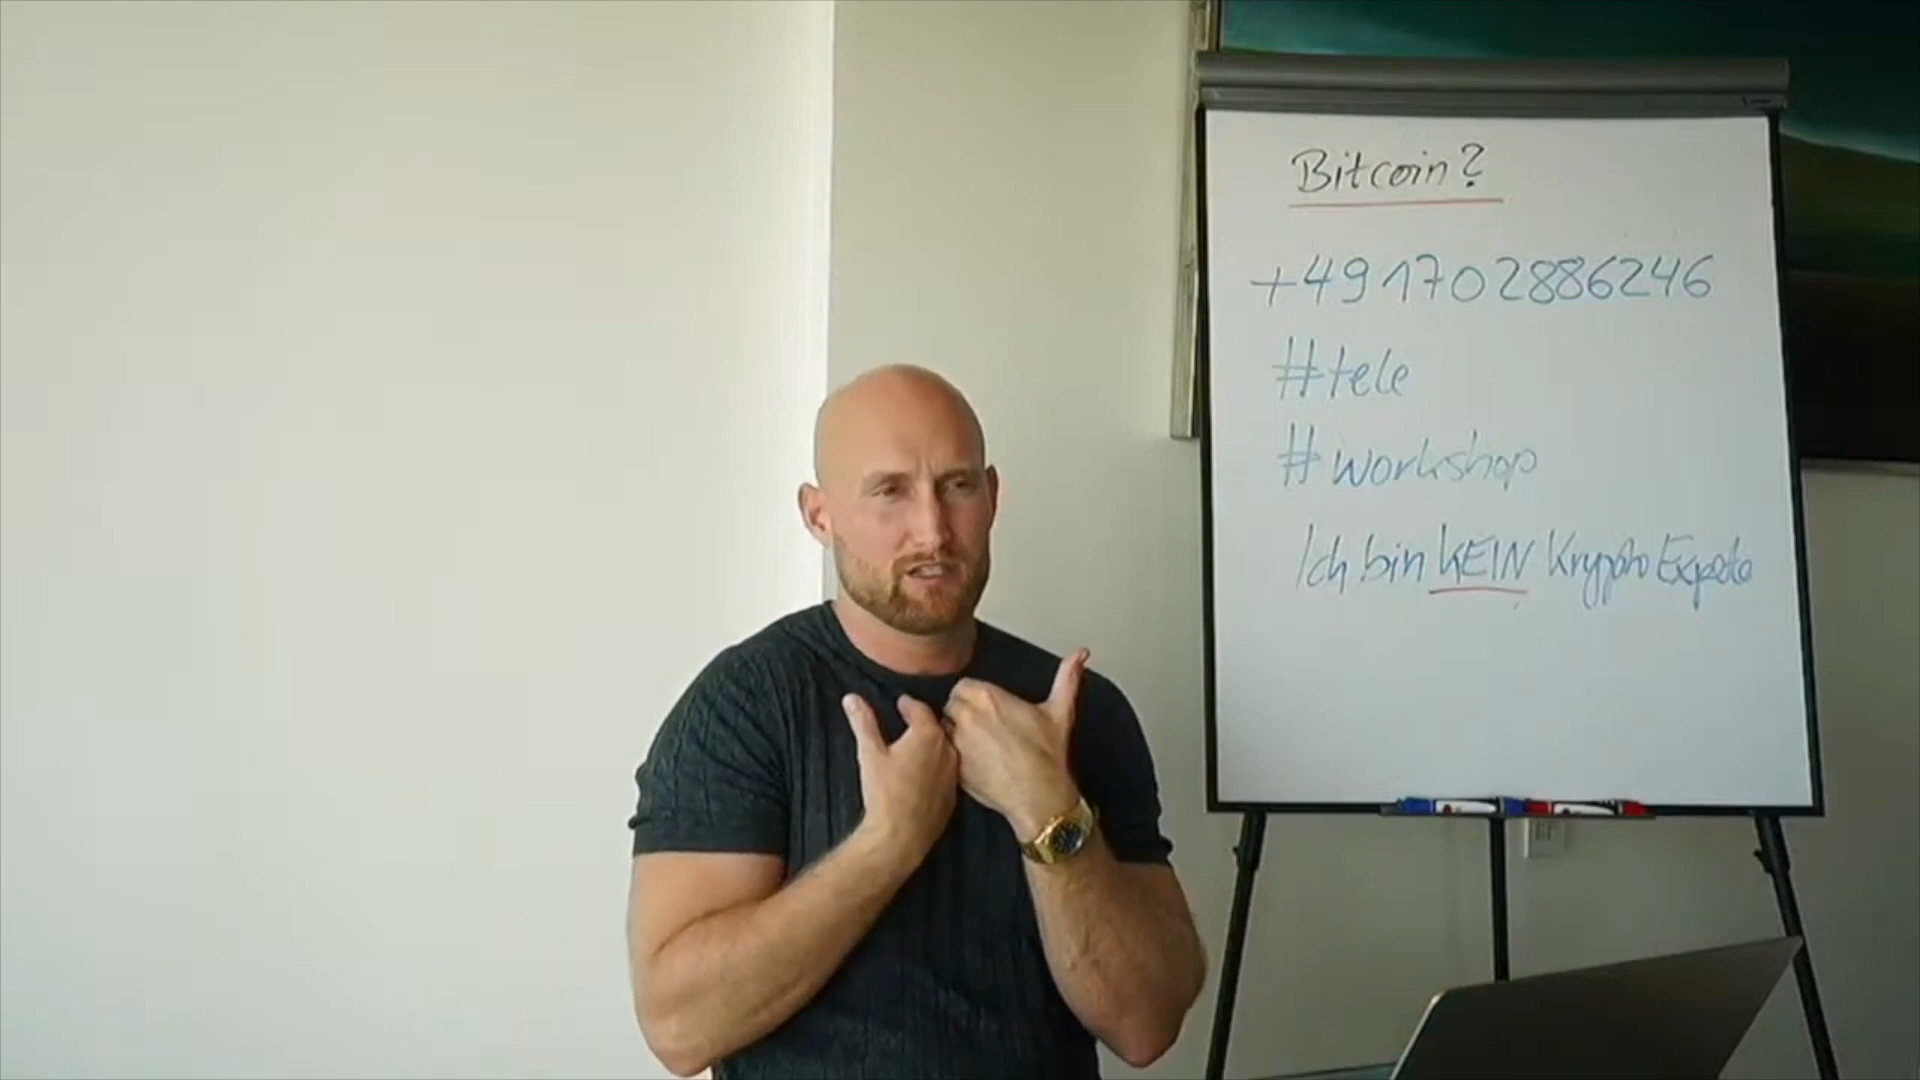 Bitcoin?
+491702886246
#tele
#workshop
Ich bin KEIN Krypto Experte